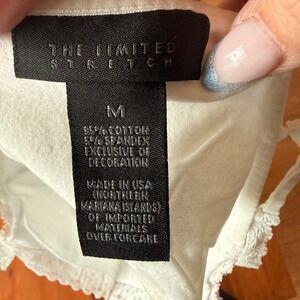 THE LIMITED
STRETCH
M
95% COTTON
5% SPANDEX
EXCLUSIVE OF
DECORATION
MADE IN USA
(NORTHERN
MARIANA ISLANDS)
OF IMPORTED
MATERIALS
OVER FOR CARE